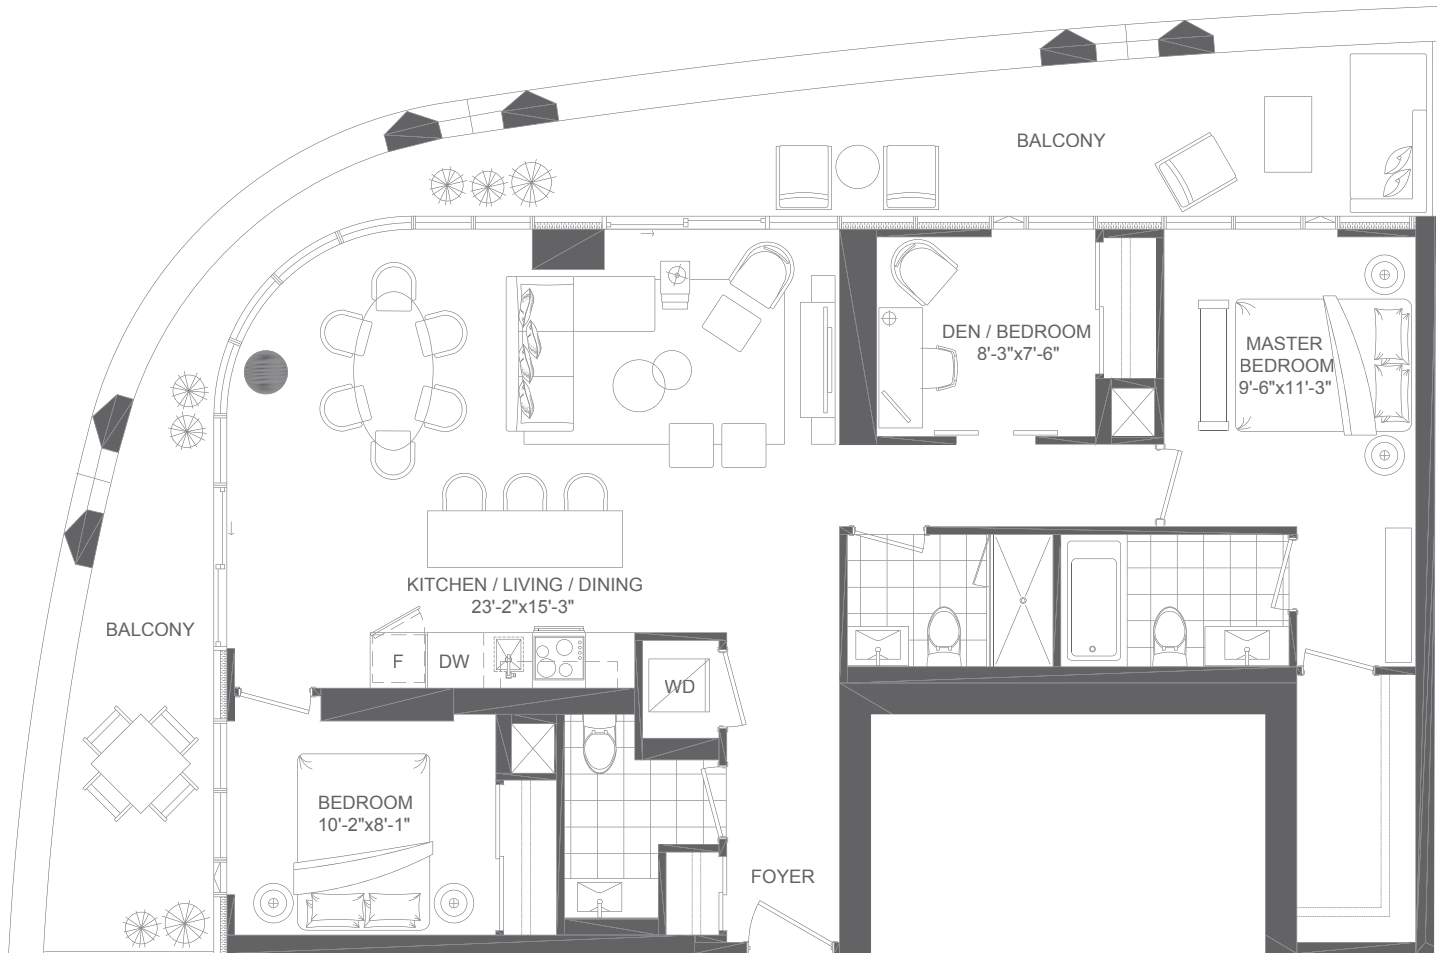 BALCONY
DEN / BEDROOM
8'-3"x7'-6"
MASTER
BEDROOM
9'-6"x11'-3"
KITCHEN / LIVING / DINING
23'-2"x15'-3"
BALCONY
F
DW
WD
BEDROOM
10'-2"x8'-1"
FOYER